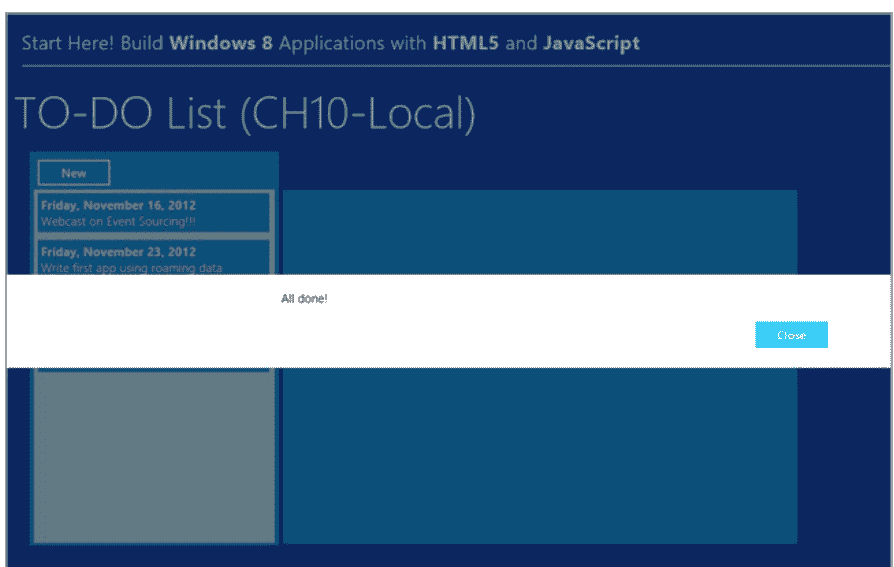 Start Here! Build Windows 8 Applications with HTML5 and JavaScript
TO-DO List (CH10-Local)
New
Friday, November 16, 2012
Webcast on Event Sourcing!!!
Friday, November 23, 2012
Write first app using roaming data
All done!
Close